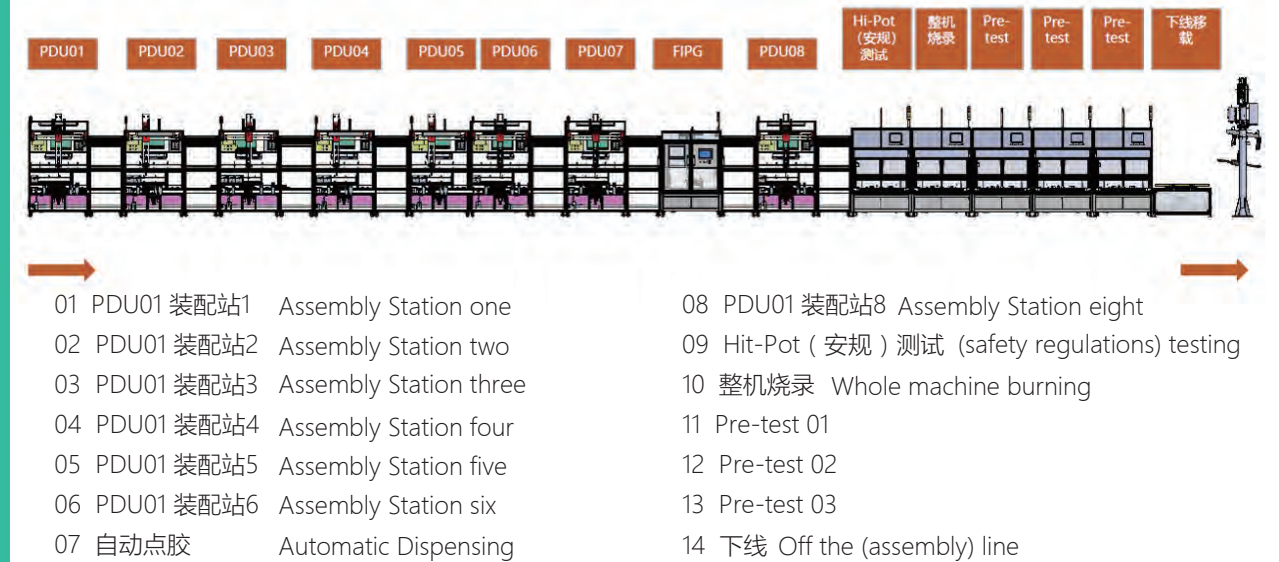 PDU01
PDU02
PDU03
PDU04
PDU05
PDU06
PDU07
FIPG
PDU08
Hi-Pot
(安规)
测试
整机
烧录
Pre-
test
Pre-
test
Pre-
test
下线移
载
01 PDU01 装配站1 Assembly Station one
02 PDU01 装配站2 Assembly Station two
03 PDU01 装配站3 Assembly Station three
04 PDU01 装配站4 Assembly Station four
05 PDU01 装配站5 Assembly Station five
06 PDU01 装配站6 Assembly Station six
07 自动点胶 Automatic Dispensing
08 PDU01 装配站8 Assembly Station eight
09 Hit-Pot（安规）测试 (safety regulations) testing
10 整机烧录 Whole machine burning
11 Pre-test 01
12 Pre-test 02
13 Pre-test 03
14 下线 Off the (assembly) line